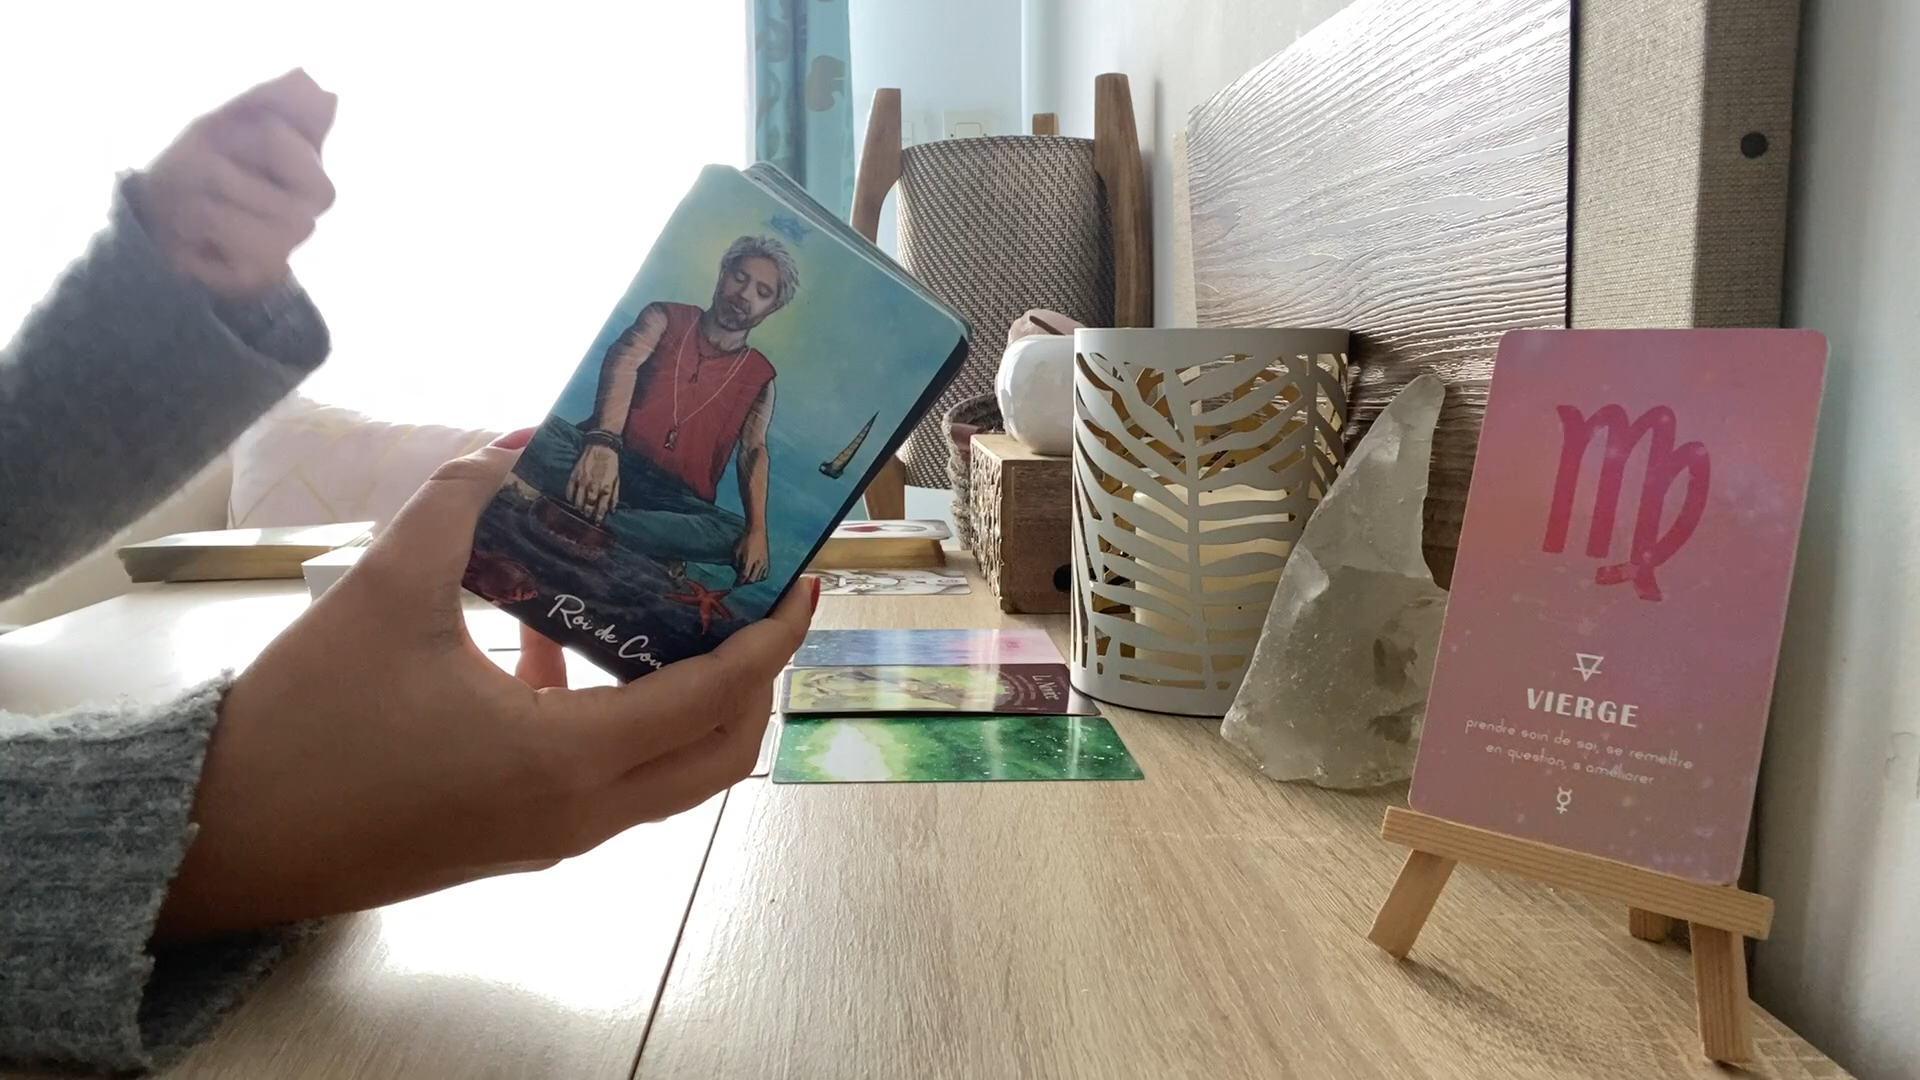 Roi de Cou
VIERGE
prendre soin de soi, se remettre
en question, s améliorer